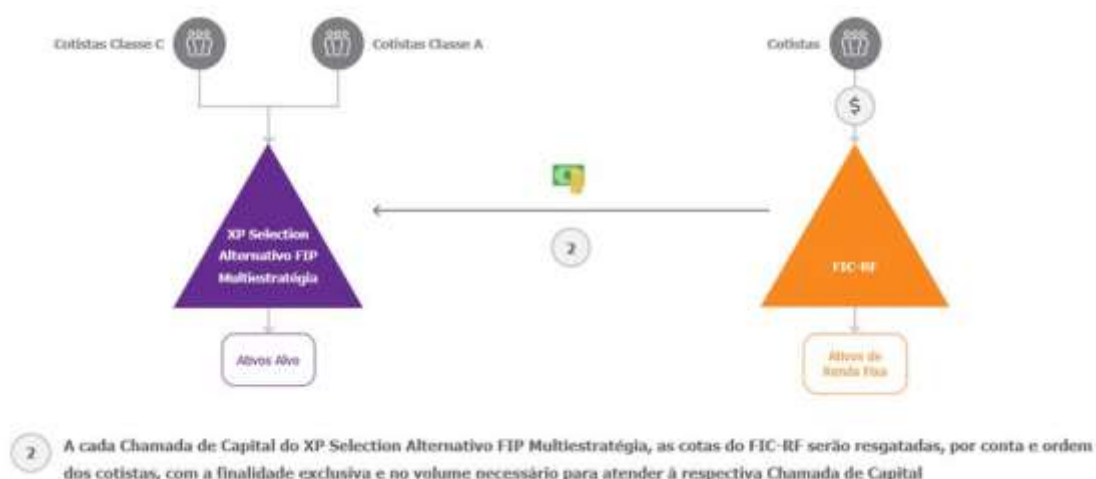 Cotistas Classe C
Cotistas Classe A
Cotistas
$
XP Selection
Alternativo FIP
Multiestratégia
2
FIC-RF
Ativos Alvo
Ativos de
Renda Fixa
2
A cada Chamada de Capital do XP Selection Alternativo FIP Multiestratégia, as cotas do FIC-RF serão resgatadas, por conta e ordem
dos cotistas, com a finalidade exclusiva e no volume necessário para atender à respectiva Chamada de Capital